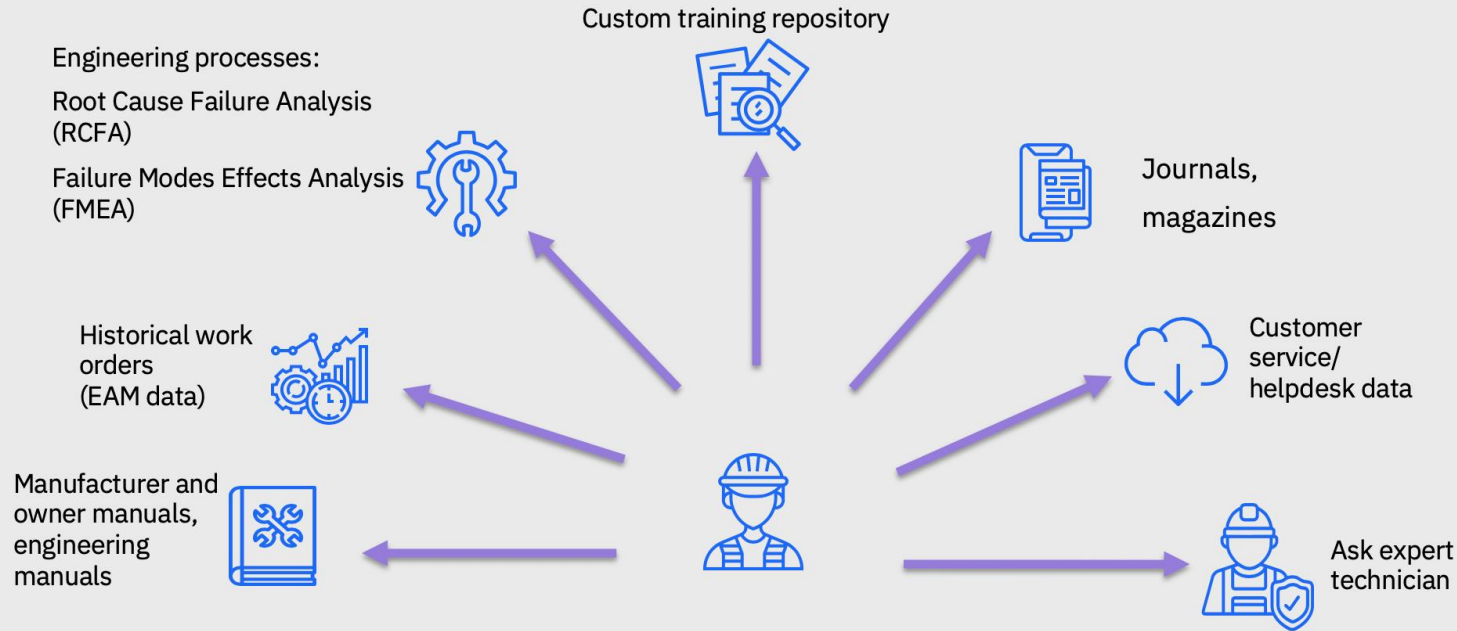 Custom training repository
Engineering processes:
Root Cause Failure Analysis
(RCFA)
Failure Modes Effects Analysis
(FMEA)
Journals,
magazines
Historical work
orders
(EAM data)
Customer
service/
helpdesk data
Manufacturer and
owner manuals,
engineering
manuals
Ask expert
technician